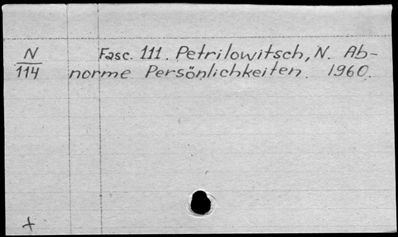 N Fasc. 111. Petrilowitsch, N. Ab-
114 norme Persönlichkeiten. 1960.
+